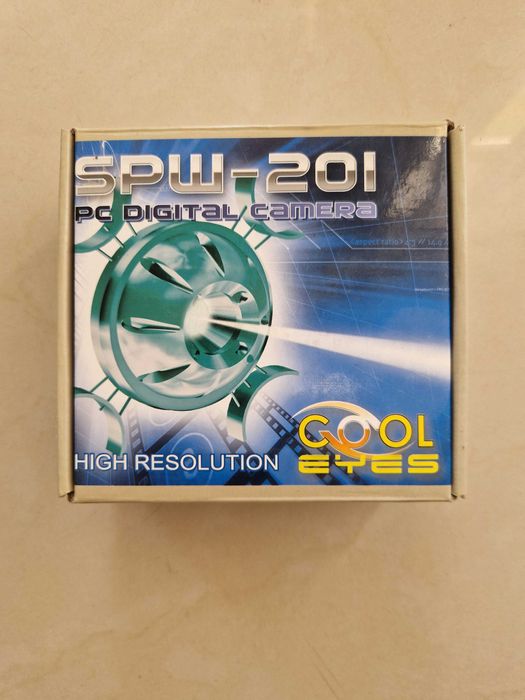 SPW-201
PC DIGITAL CAMERA
HIGH RESOLUTION
COOL
EYES